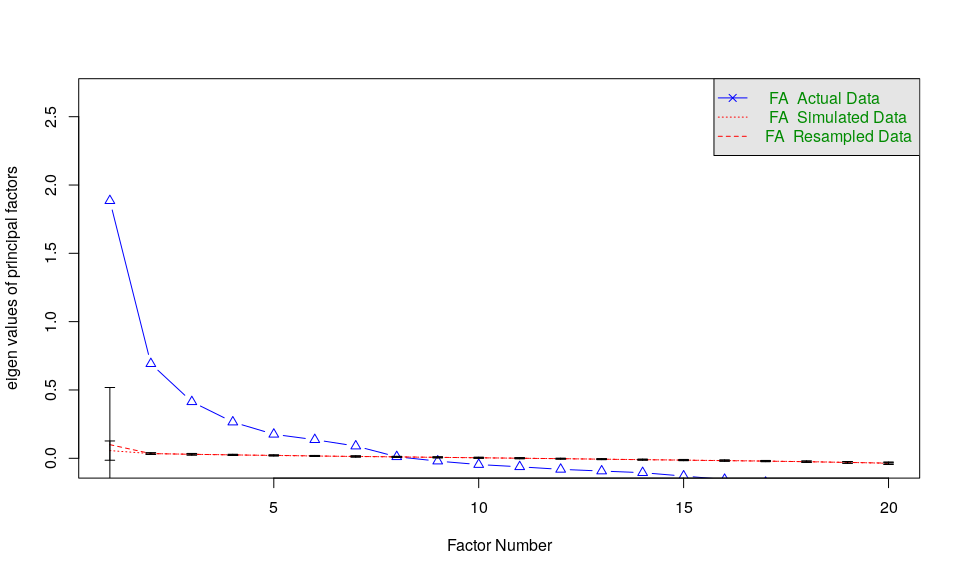 FA Actual Data
FA Simulated Data
FA Resampled Data
eigen values of principal factors
2.5
2.0
1.5
1.0
0.5
0.0
5
10
15
20
Factor Number